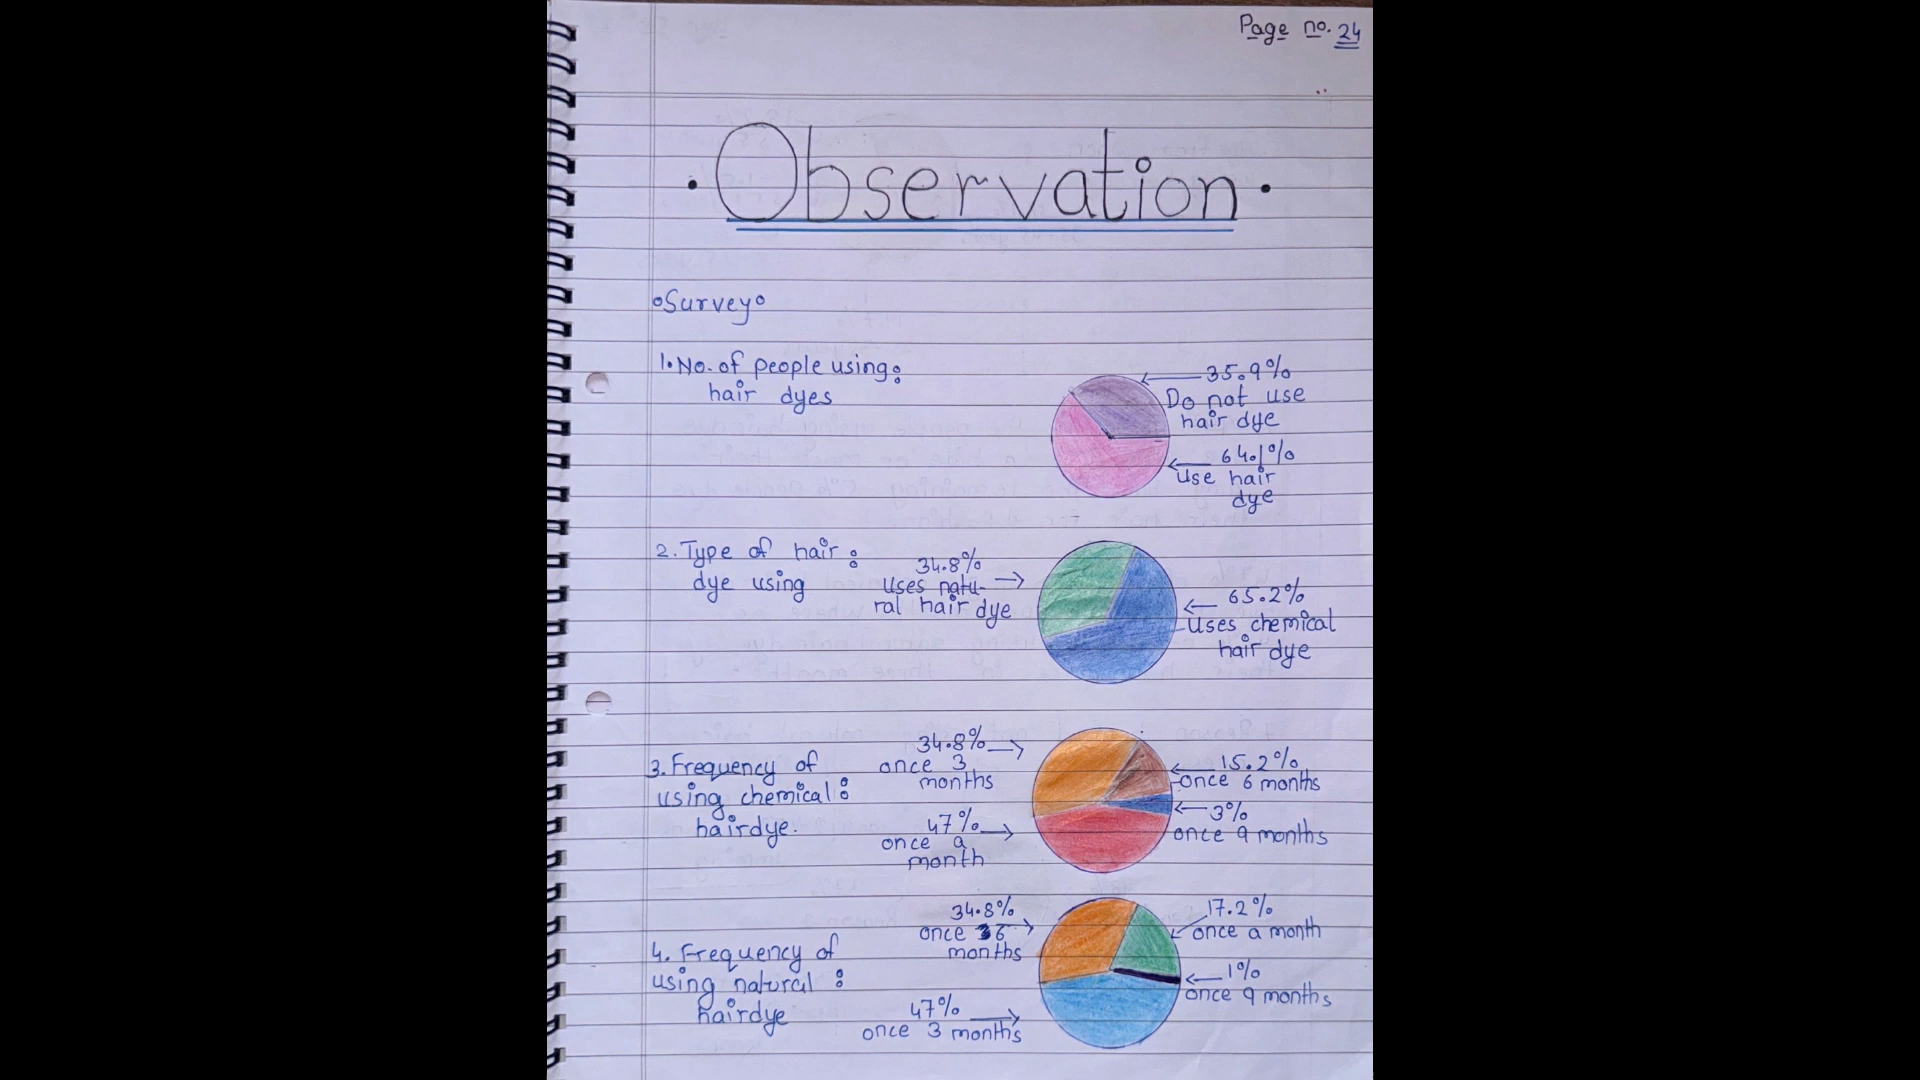 Page no. 24
• Observation •
Survey
1. No. of people using:
hair dyes
35.9%
Do not use
hair dye
64.1%
Use hair
dye
2. Type of hair:
dye using
34.8%
Uses natu-
ral hair dye
65.2%
Uses chemical
hair dye
3. Frequency of
using chemical:
hairdye.
34.8%
once 3
months
47%
once a
month
15.2%
once 6 months
3%
once 9 months
4. Frequency of
using natural:
hairdye
34.8%
once 6
months
47%
once 3 months
17.2%
once a month
1%
once 9 months